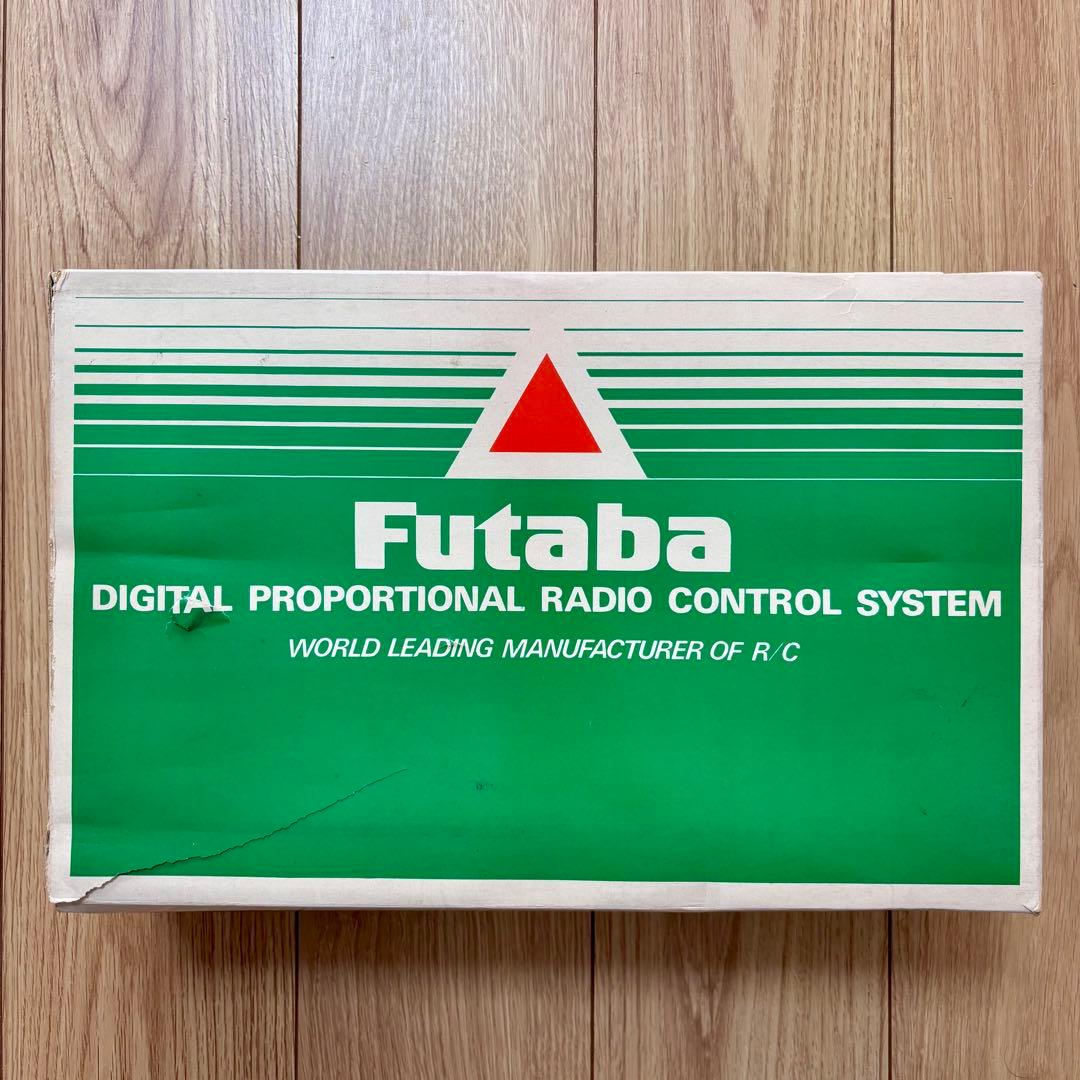 Futaba
DIGITAL PROPORTIONAL RADIO CONTROL SYSTEM
WORLD LEADING MANUFACTURER OF R/C